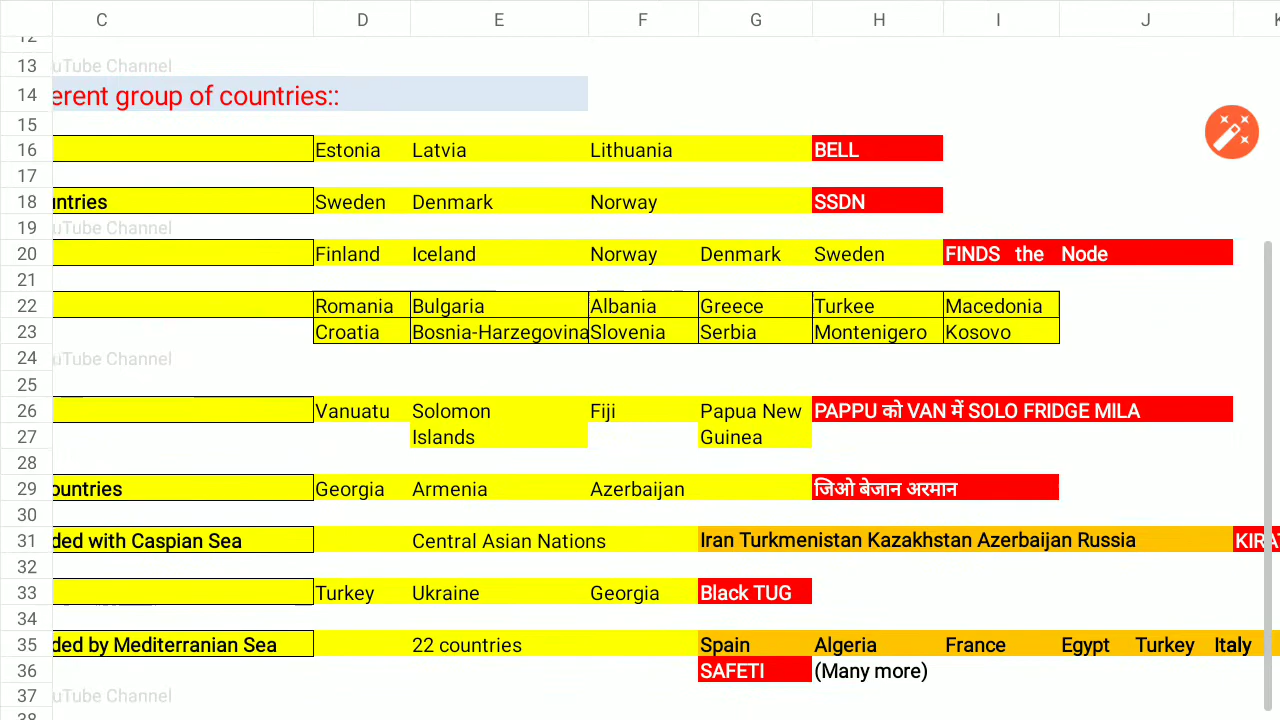 C D E F G H I J K
12
13 uTube Channel
14 erent group of countries::
15
16 Estonia Latvia Lithuania BELL
17
18 untries Sweden Denmark Norway SSDN
19 uTube Channel
20 Finland Iceland Norway Denmark Sweden FINDS the Node
21
22 Romania Bulgaria Albania Greece Turkee Macedonia
23 Croatia Bosnia-Harzegovina Slovenia Serbia Montenigero Kosovo
24 uTube Channel
25
26 Vanuatu Solomon Fiji Papua New PAPPU को VAN में SOLO FRIDGE MILA
27 Islands Guinea
28
29 ountries Georgia Armenia Azerbaijan जिओ बेजान अरमान
30
31 ded with Caspian Sea Central Asian Nations Iran Turkmenistan Kazakhstan Azerbaijan Russia KIRAT
32
33 Turkey Ukraine Georgia Black TUG
34
35 ded by Mediterranian Sea 22 countries Spain Algeria France Egypt Turkey Italy
36 SAFETI (Many more)
37 uTube Channel
38